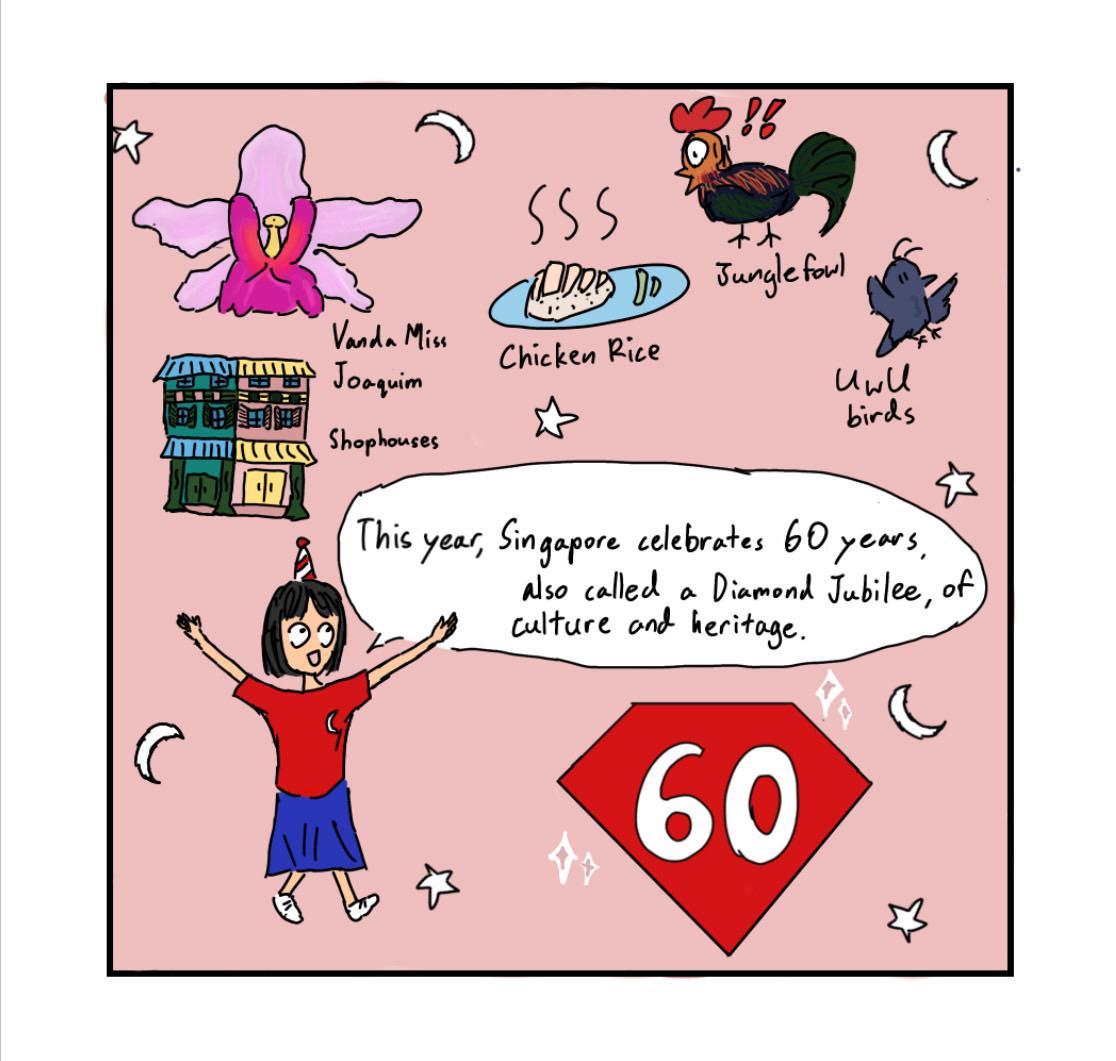 !!
Junglefowl
Vanda Miss
Joaquim
Chicken Rice
UwU
birds
Shophouses
This year, Singapore celebrates 60 years,
also called a Diamond Jubilee, of
culture and heritage.
60